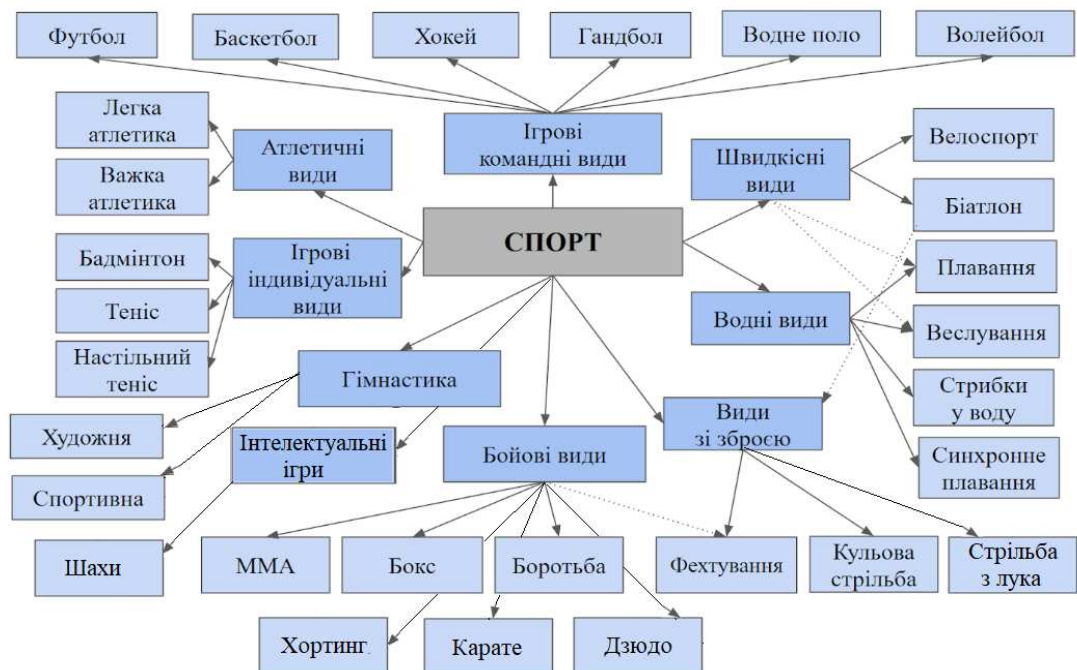 Футбол
Баскетбол
Хокей
Гандбол
Водне поло
Волейбол
Легка
атлетика
Важка
атлетика
Атлетичні
види
Ігрові
командні види
Швидкісні
види
Велоспорт
Біатлон
СПОРТ
Бадмінтон
Теніс
Настільний
теніс
Ігрові
індивідуальні
види
Водні види
Плавання
Веслування
Стрибки
у воду
Синхронне
плавання
Гімнастика
Художня
Спортивна
Інтелектуальні
ігри
Шахи
Бойові види
Види
зі зброєю
ММА
Бокс
Боротьба
Фехтування
Кульова
стрільба
Стрільба
з лука
Хортинг
Карате
Дзюдо